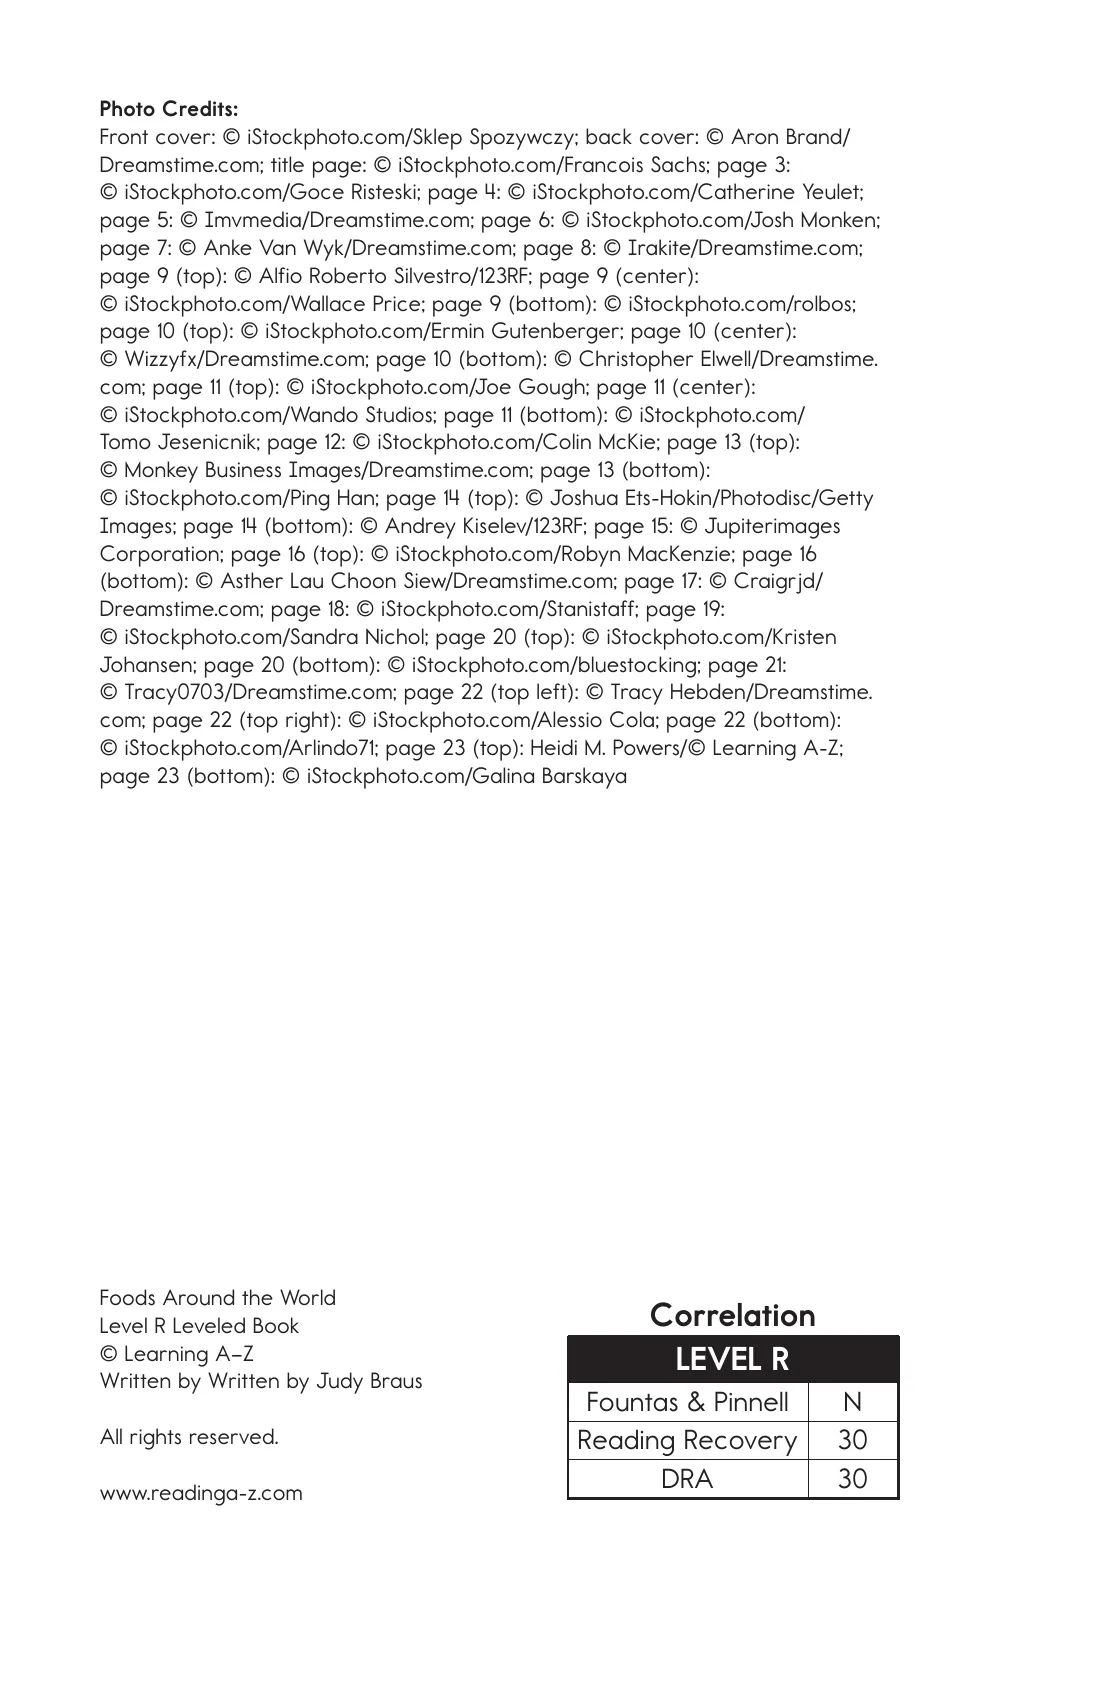 Photo Credits:
Front cover: © iStockphoto.com/Sklep Spozywczy; back cover: © Aron Brand/
Dreamstime.com; title page: © iStockphoto.com/Francois Sachs; page 3:
© iStockphoto.com/Goce Risteski; page 4: © iStockphoto.com/Catherine Yeulet;
page 5: © Imvmedia/Dreamstime.com; page 6: © iStockphoto.com/Josh Monken;
page 7: © Anke Van Wyk/Dreamstime.com; page 8: © Irakite/Dreamstime.com;
page 9 (top): © Alfio Roberto Silvestro/123RF; page 9 (center):
© iStockphoto.com/Wallace Price; page 9 (bottom): © iStockphoto.com/rolbos;
page 10 (top): © iStockphoto.com/Ermin Gutenberger; page 10 (center):
© Wizzyfx/Dreamstime.com; page 10 (bottom): © Christopher Elwell/Dreamstime.
com; page 11 (top): © iStockphoto.com/Joe Gough; page 11 (center):
© iStockphoto.com/Wando Studios; page 11 (bottom): © iStockphoto.com/
Tomo Jesenicnik; page 12: © iStockphoto.com/Colin McKie; page 13 (top):
© Monkey Business Images/Dreamstime.com; page 13 (bottom):
© iStockphoto.com/Ping Han; page 14 (top): © Joshua Ets-Hokin/Photodisc/Getty
Images; page 14 (bottom): © Andrey Kiselev/123RF; page 15: © Jupiterimages
Corporation; page 16 (top): © iStockphoto.com/Robyn MacKenzie; page 16
(bottom): © Asther Lau Choon Siew/Dreamstime.com; page 17: © Craigrjd/
Dreamstime.com; page 18: © iStockphoto.com/Stanistaff; page 19:
© iStockphoto.com/Sandra Nichol; page 20 (top): © iStockphoto.com/Kristen
Johansen; page 20 (bottom): © iStockphoto.com/bluestocking; page 21:
© Tracy0703/Dreamstime.com; page 22 (top left): © Tracy Hebden/Dreamstime.
com; page 22 (top right): © iStockphoto.com/Alessio Cola; page 22 (bottom):
© iStockphoto.com/Arlindo71; page 23 (top): Heidi M. Powers/© Learning A-Z;
page 23 (bottom): © iStockphoto.com/Galina Barskaya
Foods Around the World
Level R Leveled Book
© Learning A–Z
Written by Written by Judy Braus
All rights reserved.
www.readinga-z.com
Correlation
LEVEL R
Fountas & Pinnell N
Reading Recovery 30
DRA 30